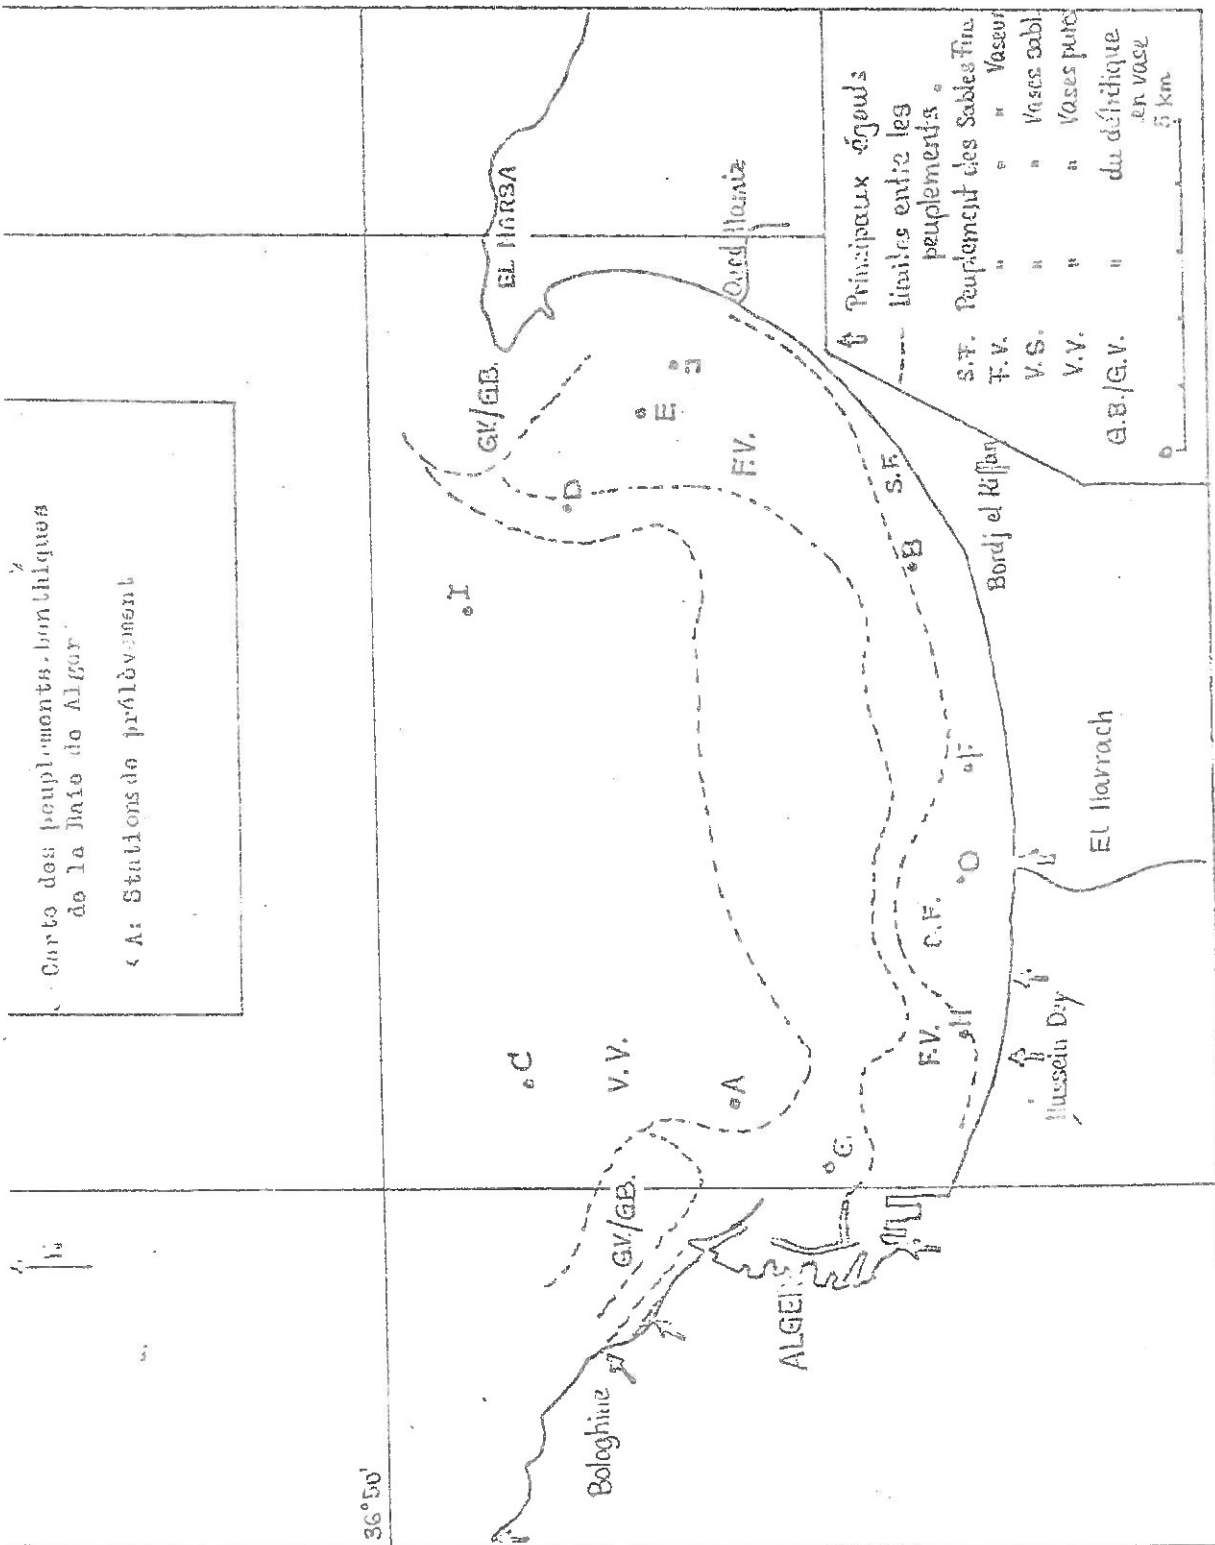 Carte des peuplements benthiques
de la Baie de Alger
A: Stations de prélèvement
36°50'
Bologhine
ALGER
GV/GB.
C
V.V.
A
G
F.V.
H
Hussein Dey
O
El Harrach
I
D
GV/GB.
EL MARSA
E
J
F.V.
B
S.F.
Bordj el Kiffan
Oued Hamiz
Principaux égouts
Limites entre les
peuplements.
S.F. Peuplement des Sables Fins
F.V. " " " Vaseux
V.S. " " Vases sabl
V.V. " " Vases pures
G.B./G.V. " du détritique
en vase
0 5 km